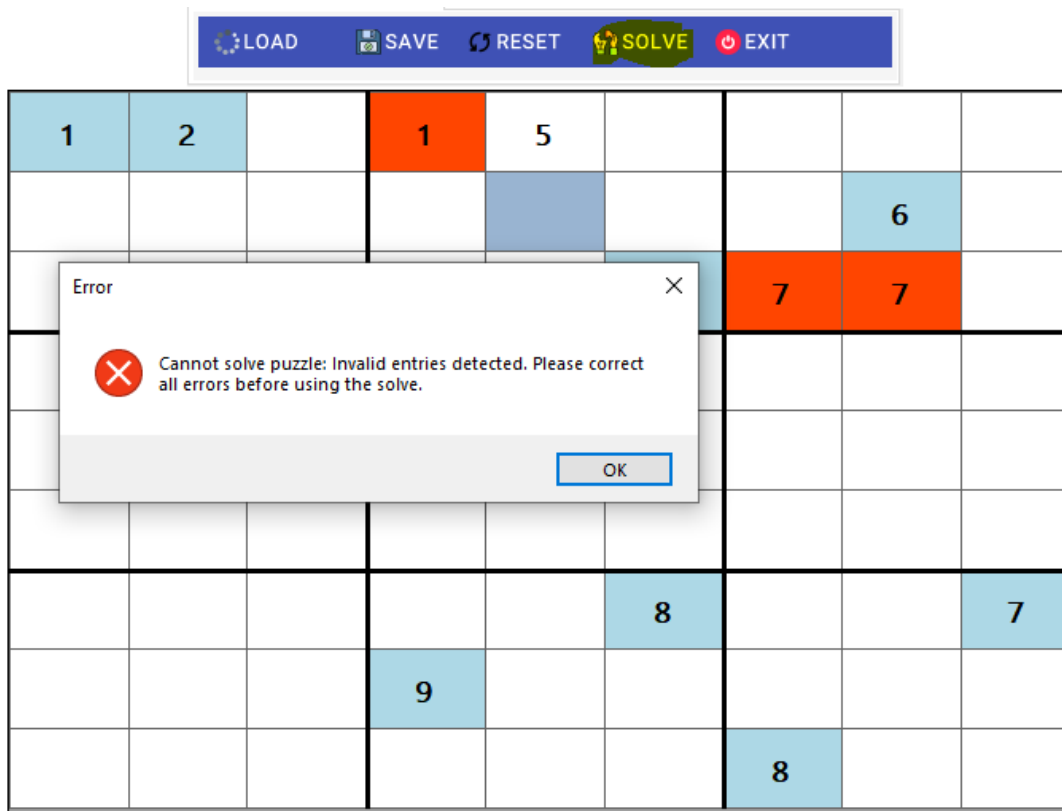 LOAD SAVE RESET SOLVE EXIT
1 2 1 5
6
7 7
Error
Cannot solve puzzle: Invalid entries detected. Please correct
all errors before using the solve.
OK
8 7
9
8